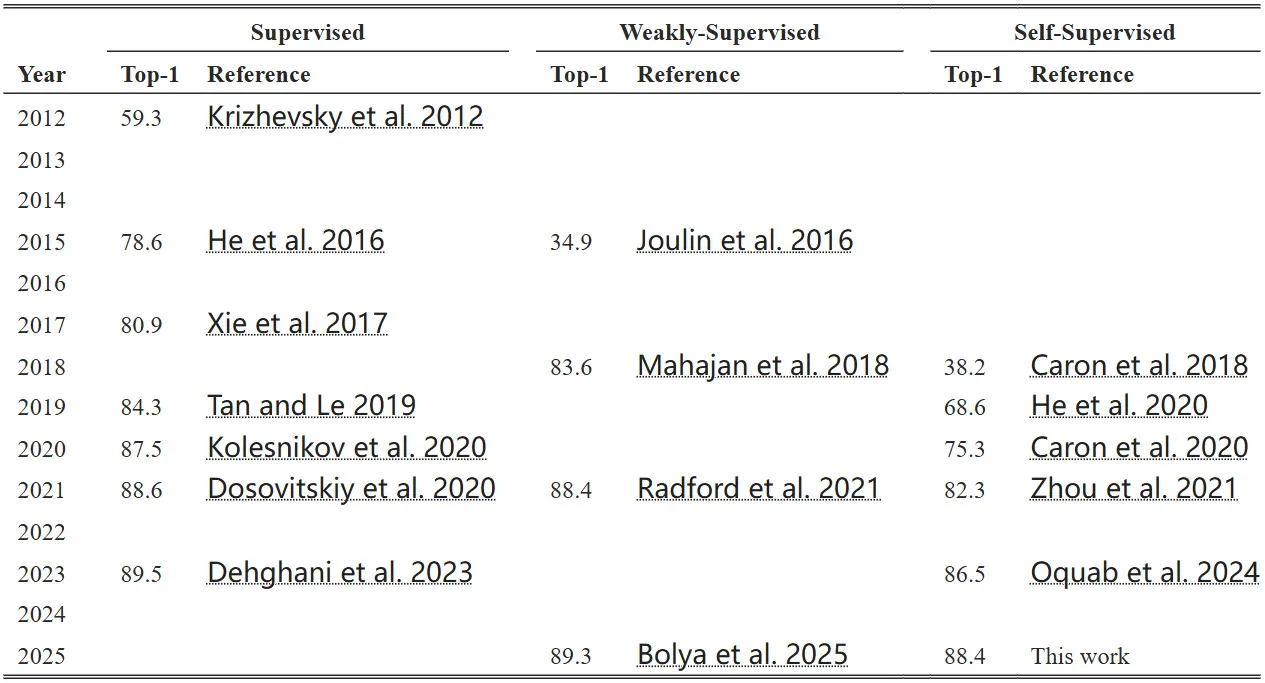 Supervised Weakly-Supervised Self-Supervised
Year Top-1 Reference Top-1 Reference Top-1 Reference
2012 59.3 Krizhevsky et al. 2012
2013
2014
2015 78.6 He et al. 2016 34.9 Joulin et al. 2016
2016
2017 80.9 Xie et al. 2017
2018 83.6 Mahajan et al. 2018 38.2 Caron et al. 2018
2019 84.3 Tan and Le 2019 68.6 He et al. 2020
2020 87.5 Kolesnikov et al. 2020 75.3 Caron et al. 2020
2021 88.6 Dosovitskiy et al. 2020 88.4 Radford et al. 2021 82.3 Zhou et al. 2021
2022
2023 89.5 Dehghani et al. 2023 86.5 Oquab et al. 2024
2024
2025 89.3 Bolya et al. 2025 88.4 This work